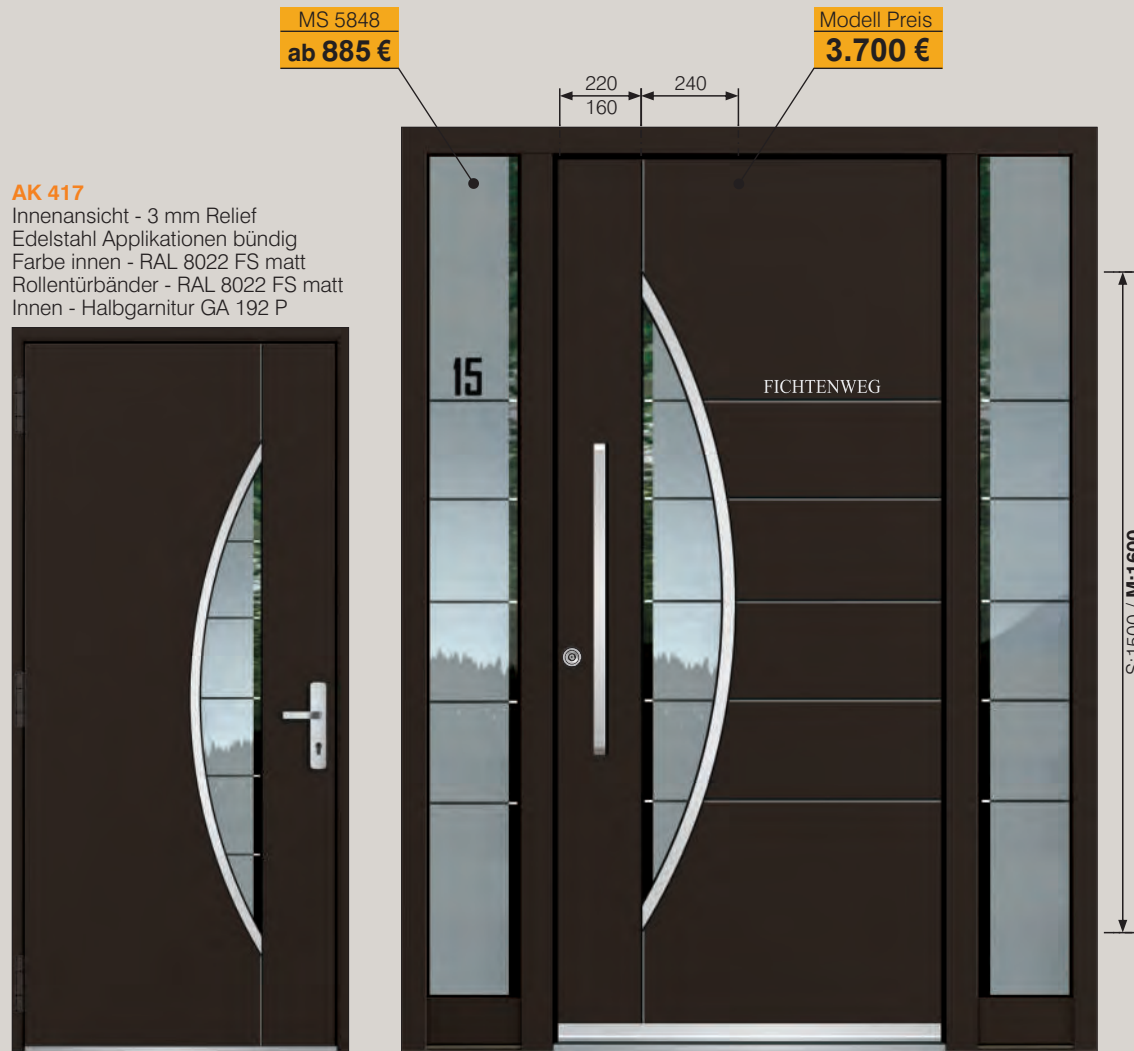 MS 5848
ab 885 €
Modell Preis
3.700 €
220
160
240
AK 417
Innenansicht - 3 mm Relief
Edelstahl Applikationen bündig
Farbe innen - RAL 8022 FS matt
Rollentürbänder - RAL 8022 FS matt
Innen - Halbgarnitur GA 192 P
15
FICHTENWEG
S:1500 / M:1600